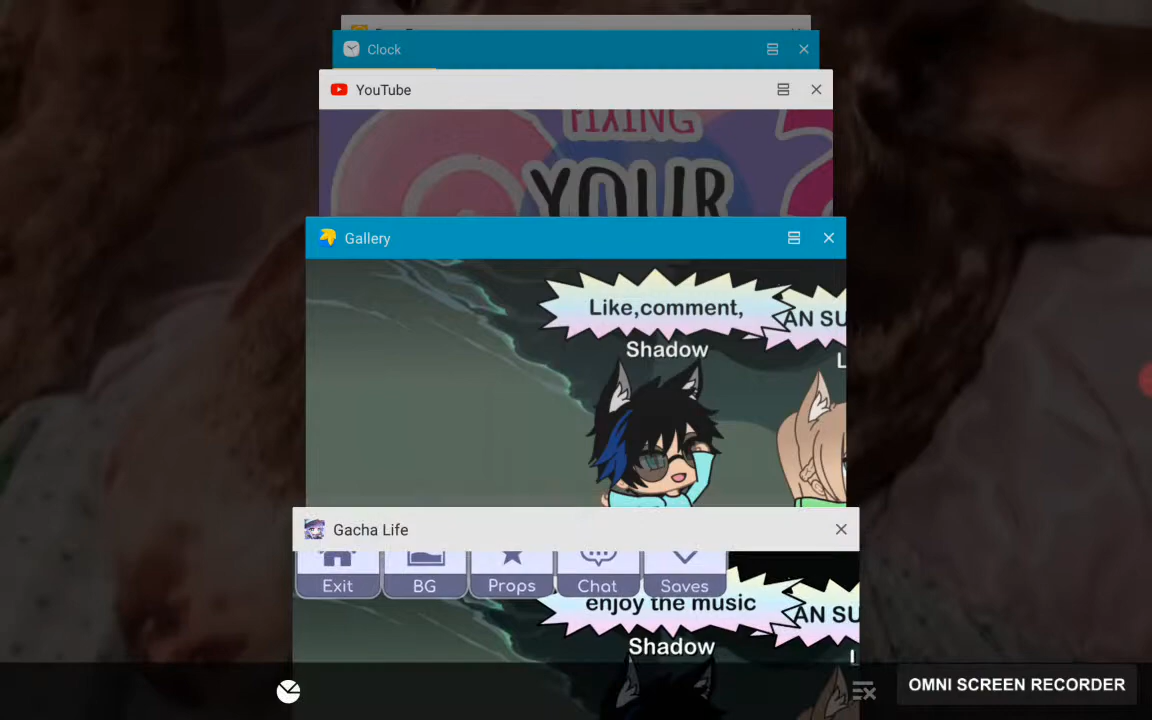 Clock
YouTube
FIXING
YOUR
Gallery
Like,comment,
AN SU
Shadow
L
Gacha Life
Exit
BG
Props
Chat
Saves
enjoy the music
AN SU
Shadow
OMNI SCREEN RECORDER